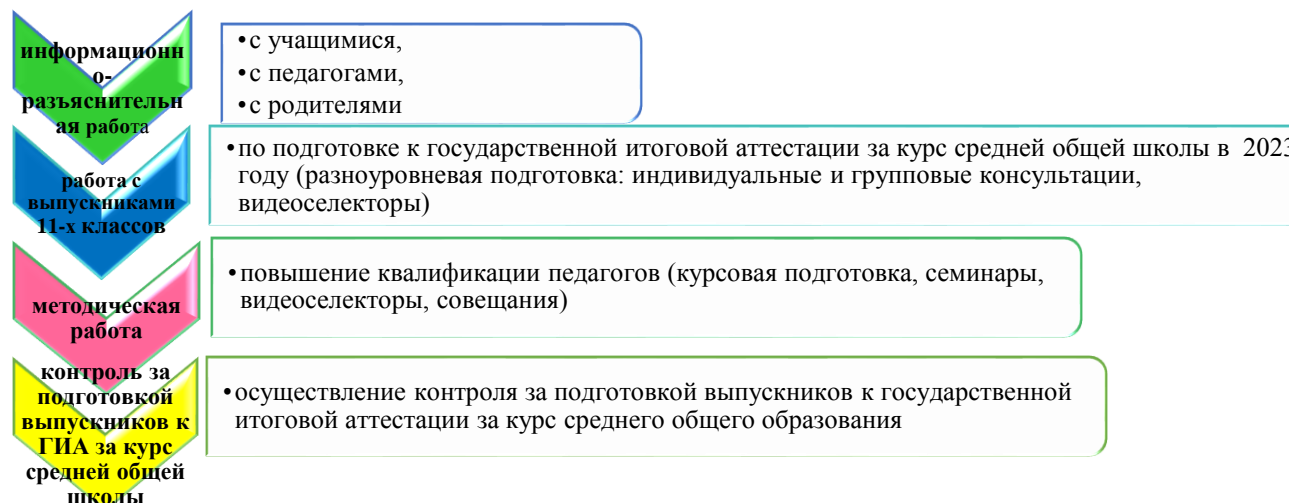 информационн
о-
разъяснительн
ая работа
•с учащимися,
•с педагогами,
•с родителями
работа с
выпускниками
11-х классов
•по подготовке к государственной итоговой аттестации за курс средней общей школы в 2023
году (разноуровневая подготовка: индивидуальные и групповые консультации,
видеоселекторы)
методическая
работа
•повышение квалификации педагогов (курсовая подготовка, семинары,
видеоселекторы, совещания)
контроль за
подготовкой
выпускников к
ГИА за курс
средней общей
школы
•осуществление контроля за подготовкой выпускников к государственной
итоговой аттестации за курс среднего общего образования